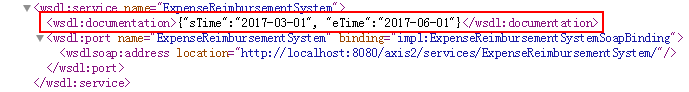 ▼<wsdl:service name="ExpenseReimbursementSystem">
<wsdl:documentation>{"sTime":"2017-03-01", "eTime":"2017-06-01"}</wsdl:documentation>
▼<wsdl:port name="ExpenseReimbursementSystem" binding="impl:ExpenseReimbursementSystemSoapBinding">
<wsdlsoap:address location="http://localhost:8080/axis2/services/ExpenseReimbursementSystem/"/>
</wsdl:port>
</wsdl:service>